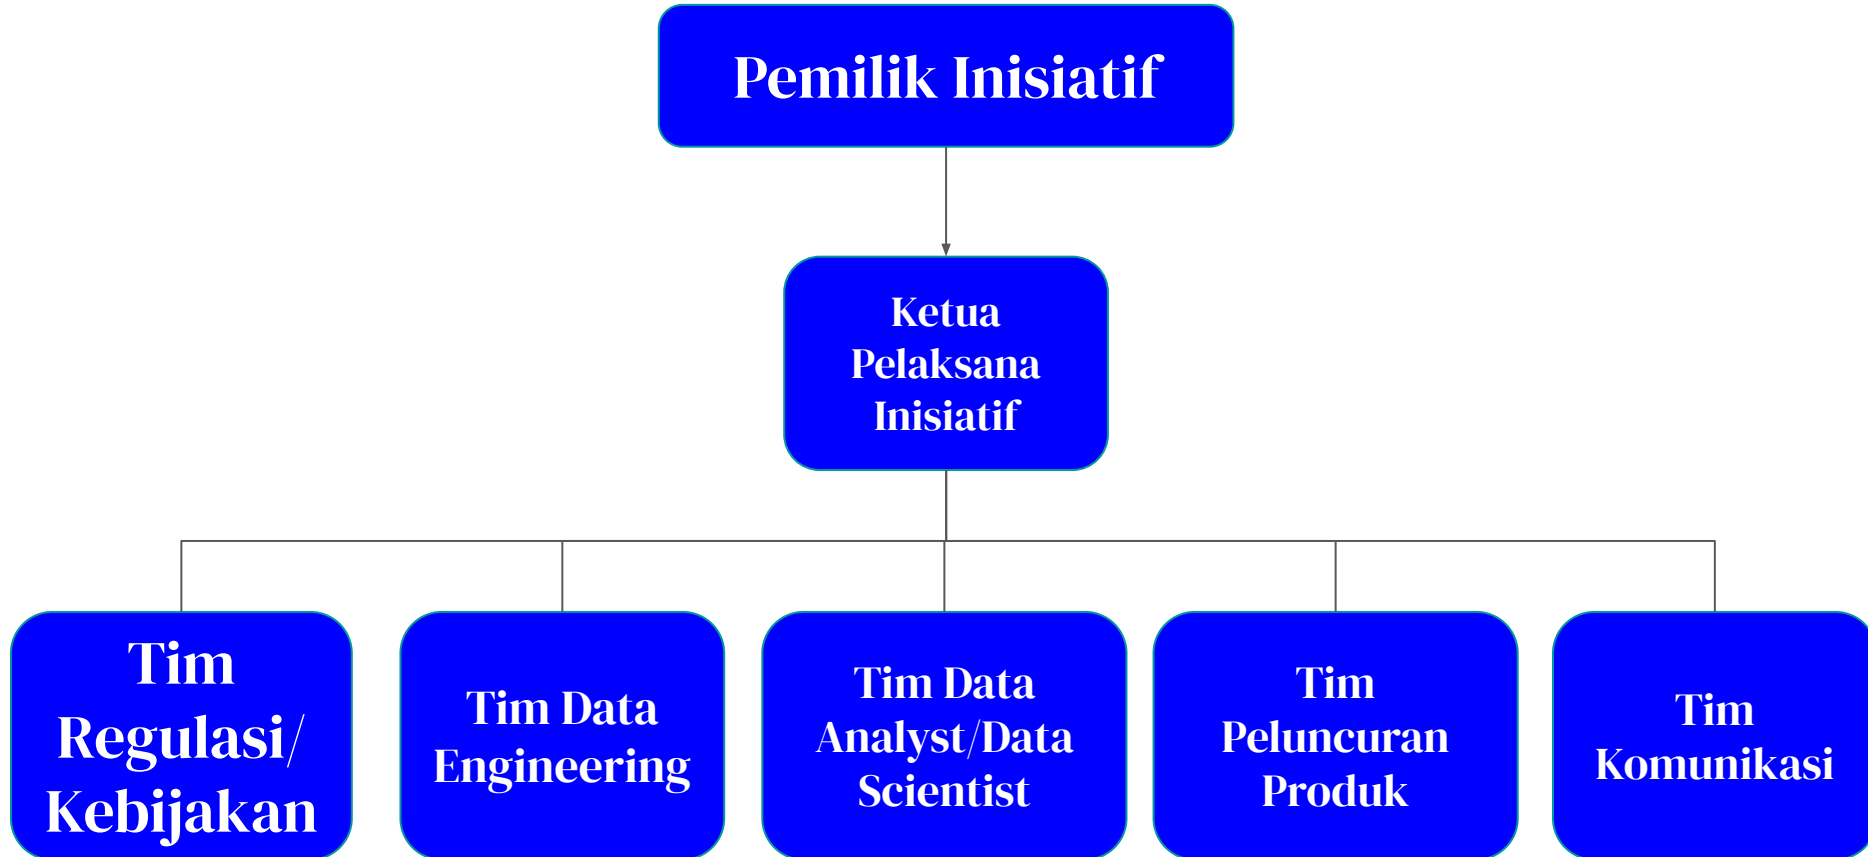 Pemilik Inisiatif
Ketua
Pelaksana
Inisiatif
Tim
Regulasi/
Kebijakan
Tim Data
Engineering
Tim Data
Analyst/Data
Scientist
Tim
Peluncuran
Produk
Tim
Komunikasi